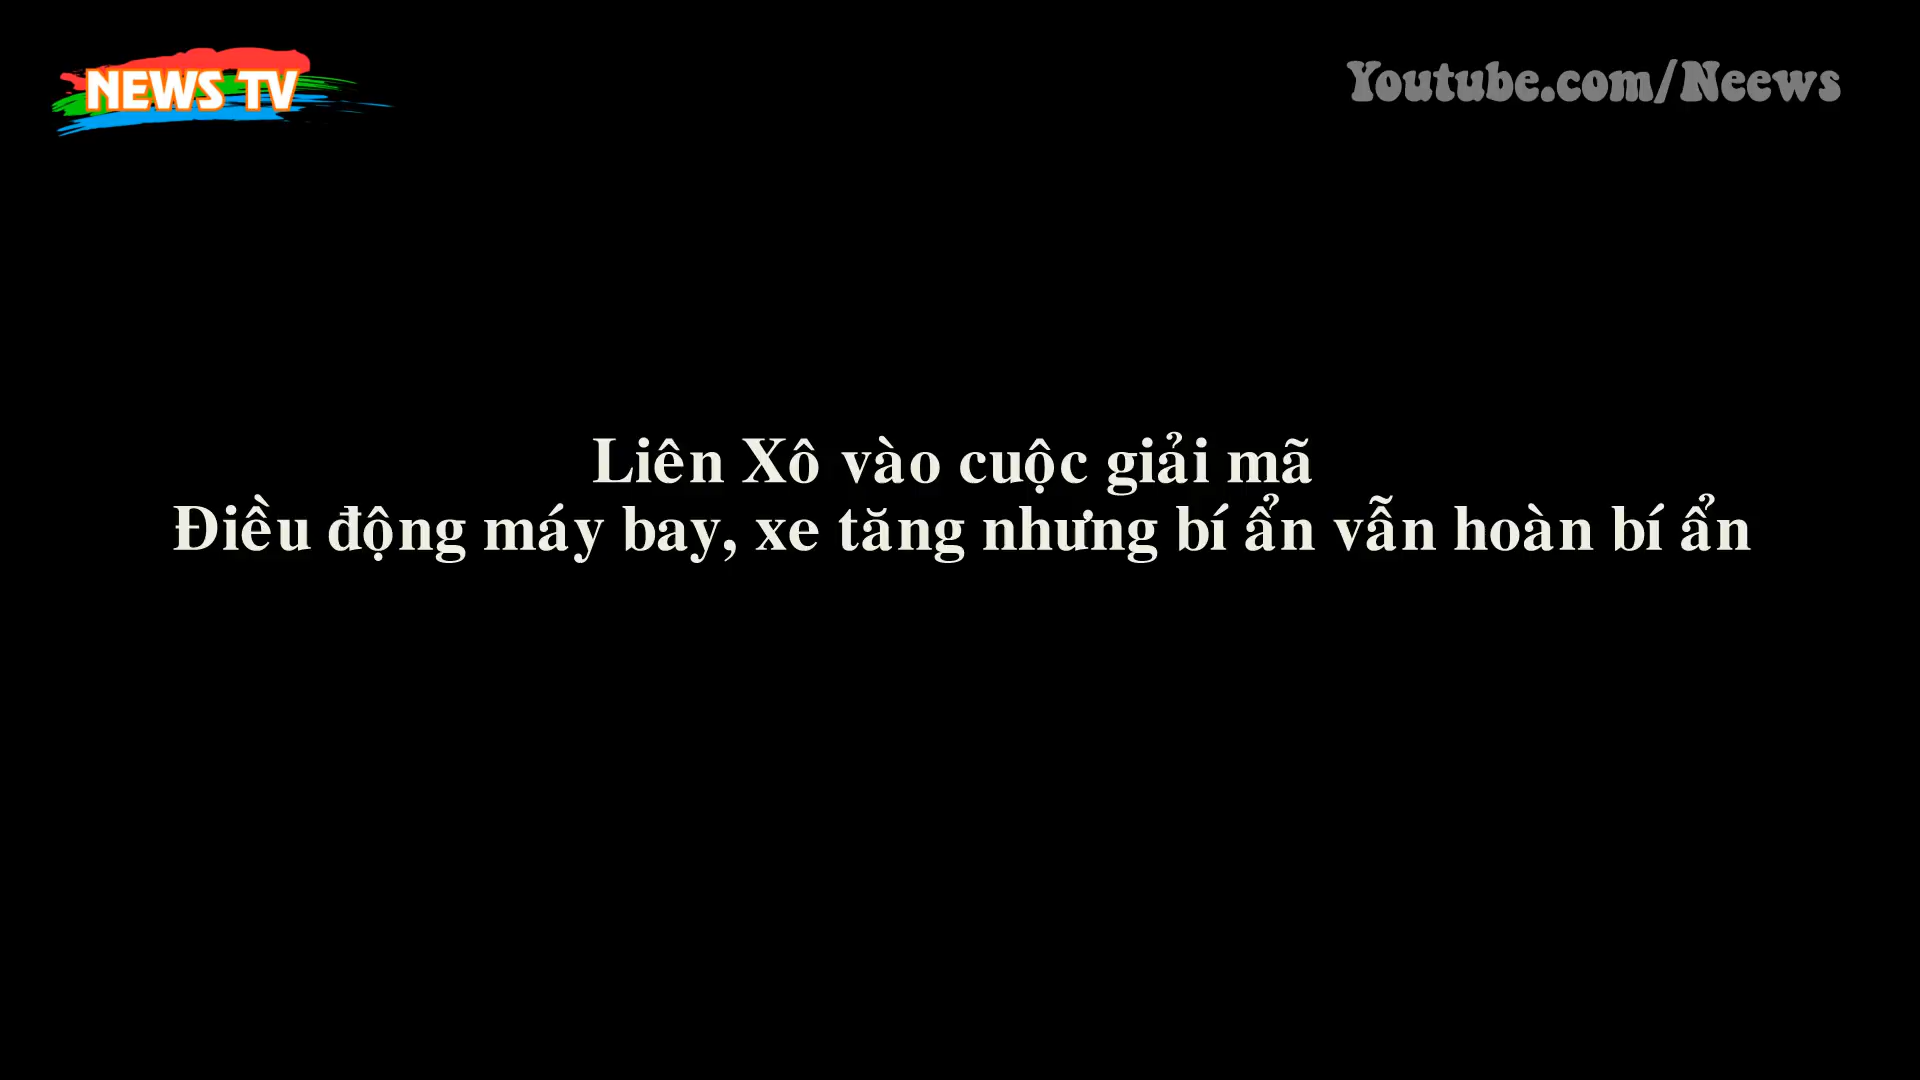 NEWS TV
Youtube.com/Neews
Liên Xô vào cuộc giải mã
Điều động máy bay, xe tăng nhưng bí ẩn vẫn hoàn bí ẩn